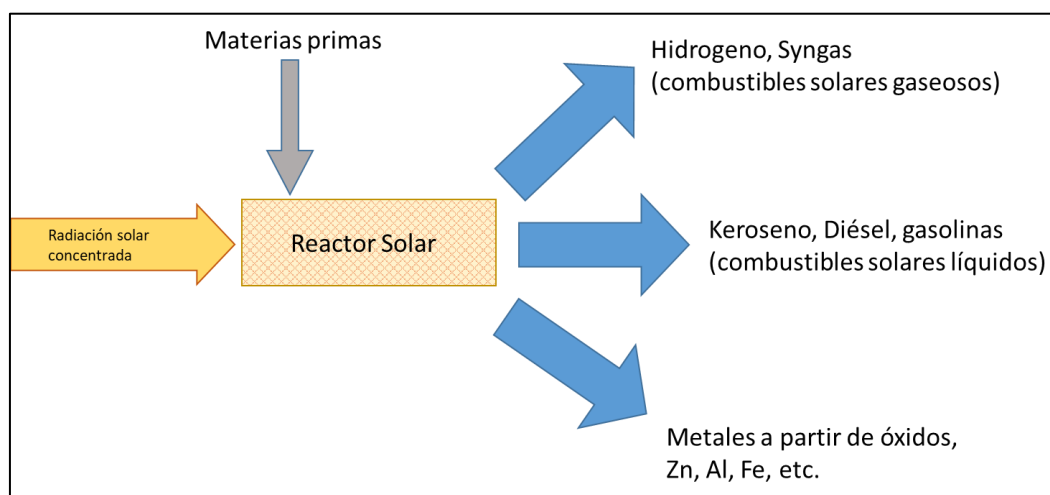 Materias primas
Radiación solar
concentrada
Reactor Solar
Hidrogeno, Syngas
(combustibles solares gaseosos)
Keroseno, Diésel, gasolinas
(combustibles solares líquidos)
Metales a partir de óxidos,
Zn, Al, Fe, etc.